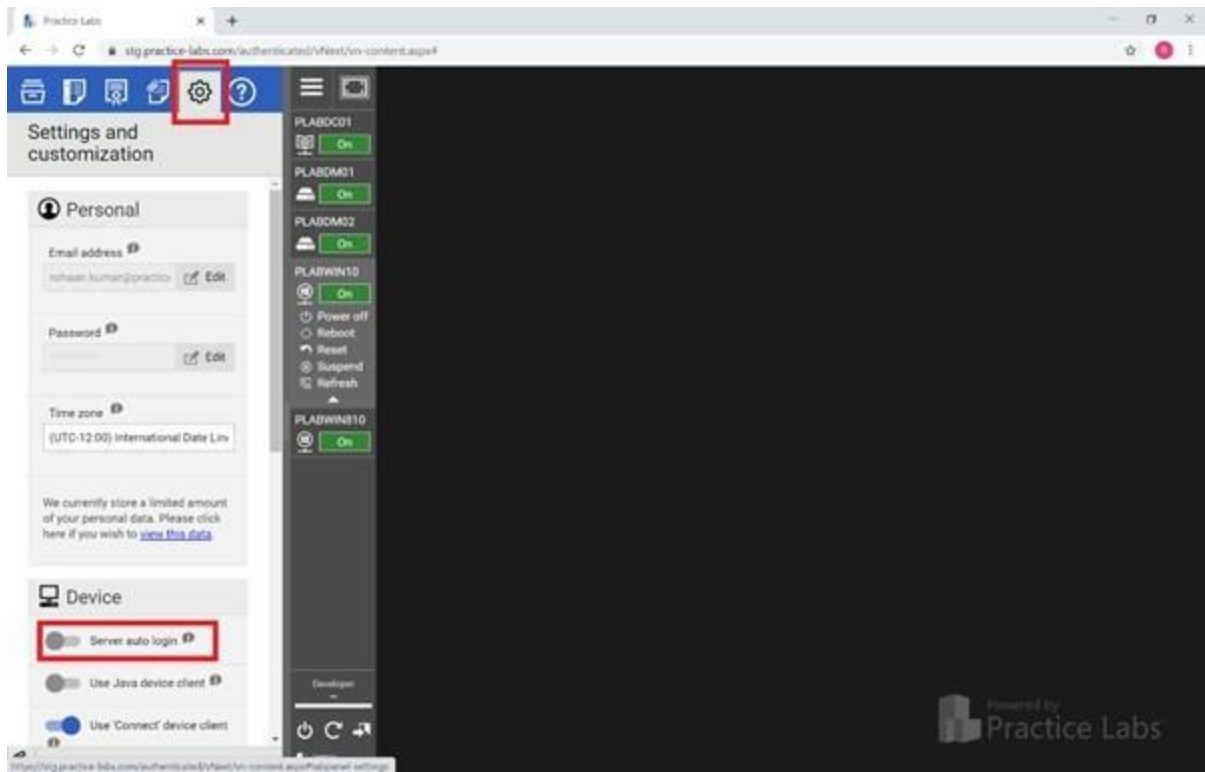 Practice Labs
stg.practice-labs.com/authenticated/vNext/vn-content.aspx#
Settings and
customization
Personal
Email address
Edit
Password
Edit
Time zone
(UTC-12:00) International Date Lin
We currently store a limited amount
of your personal data. Please click
here if you wish to view this data.
Device
Server auto login
Use Java device client
Use 'Connect' device client
PLABDC01
On
PLABDM01
On
PLABDM02
On
PLABWIN10
On
Power off
Reboot
Reset
Suspend
Refresh
PLABWIN810
On
Developer
Powered by
Practice Labs